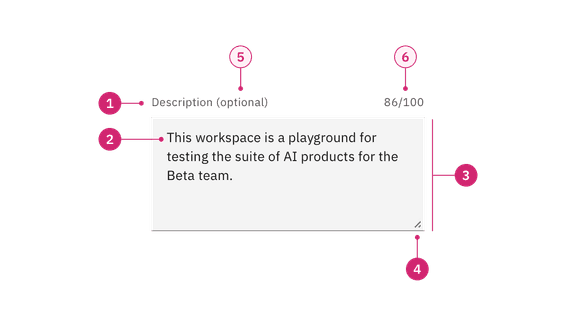 5
6
1
Description (optional)
86/100
2
This workspace is a playground for
testing the suite of AI products for the
Beta team.
3
4